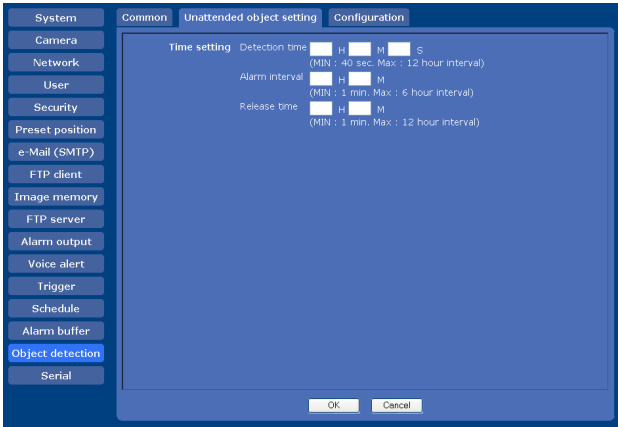 System
Camera
Network
User
Security
Preset position
e-Mail (SMTP)
FTP client
Image memory
FTP server
Alarm output
Voice alert
Trigger
Schedule
Alarm buffer
Object detection
Serial
Common Unattended object setting Configuration
Time setting Detection time H M S
(MIN : 40 sec. Max : 12 hour interval)
Alarm interval H M
(MIN : 1 min. Max : 6 hour interval)
Release time H M
(MIN : 1 min. Max : 12 hour interval)
OK Cancel